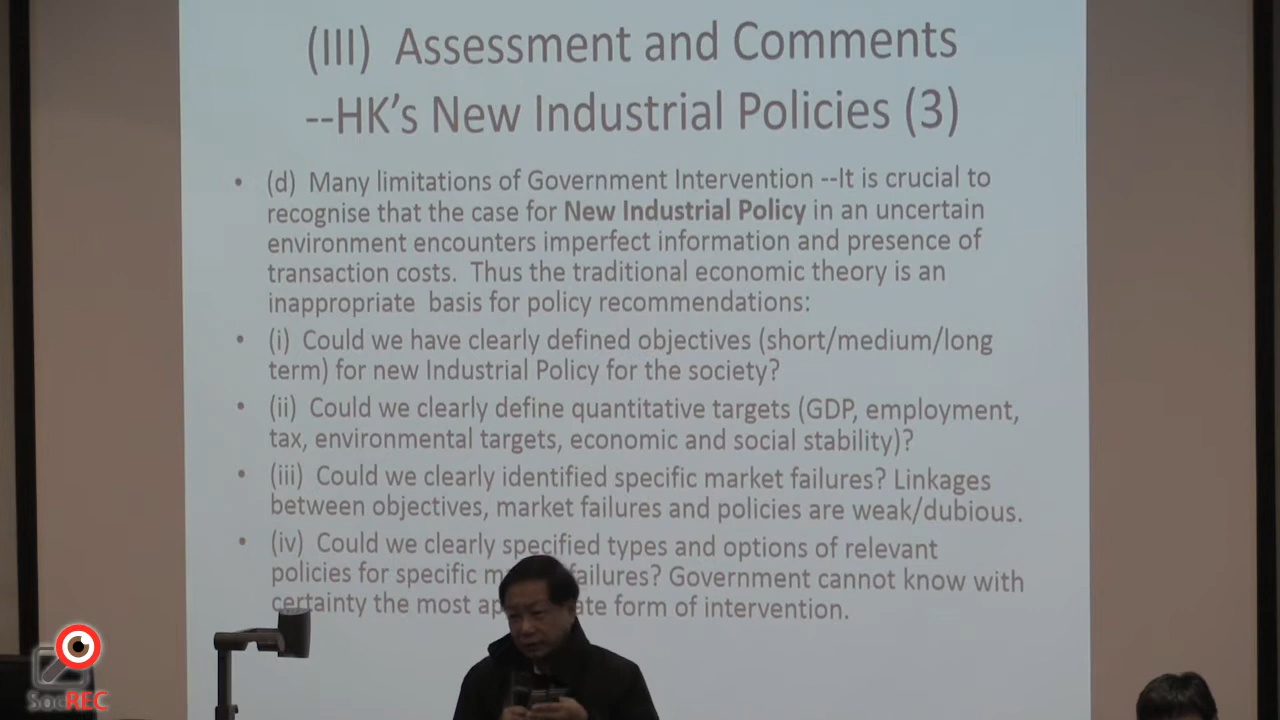 (III) Assessment and Comments
--HK's New Industrial Policies (3)
• (d) Many limitations of Government Intervention --It is crucial to
recognise that the case for New Industrial Policy in an uncertain
environment encounters imperfect information and presence of
transaction costs. Thus the traditional economic theory is an
inappropriate basis for policy recommendations:
• (i) Could we have clearly defined objectives (short/medium/long
term) for new Industrial Policy for the society?
• (ii) Could we clearly define quantitative targets (GDP, employment,
tax, environmental targets, economic and social stability)?
• (iii) Could we clearly identified specific market failures? Linkages
between objectives, market failures and policies are weak/dubious.
• (iv) Could we clearly specified types and options of relevant
policies for specific failures? Government cannot know with
certainty the most form of intervention.
SocREC